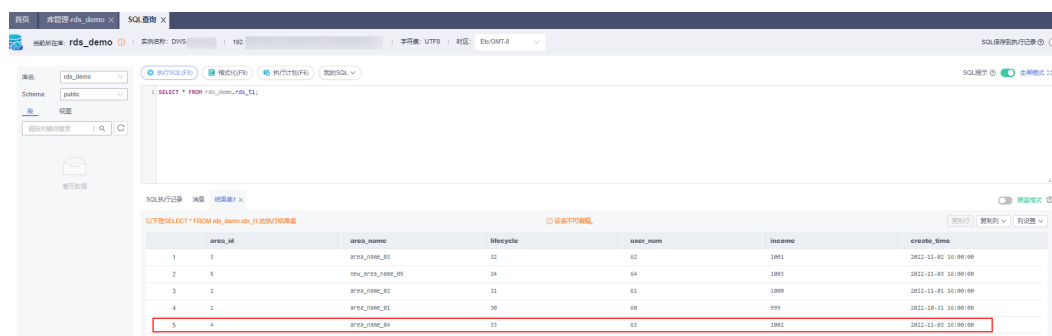 首页 库管理-rds_demo × SQL查询 ×
当前所在库: rds_demo 实例名称: DWS- | 192 | 字符集: UTF8 | 时区: Etc/GMT-8 SQL保存到执行记录
库名: rds_demo 执行SQL(F8) 格式化(F9) 执行计划(F6) 我的SQL SQL提示 全屏模式
Schema: public 1 SELECT * FROM rds_demo.rds_t1;
表 视图
请按关键词搜索
暂无数据
SQL执行记录 消息 结果集1 × 覆盖模式
以下是SELECT * FROM rds_demo.rds_t1 的执行结果集 该表不可编辑。 复制行 复制列 列设置
area_id area_name lifecycle user_num income create_time
1 3 area_name_03 32 62 1001 2022-11-02 16:00:00
2 5 new_area_name_05 34 64 1003 2022-11-03 16:00:00
3 2 area_name_02 31 61 1000 2022-11-01 16:00:00
4 1 area_name_01 30 60 999 2022-10-31 16:00:00
5 4 area_name_04 33 63 1002 2022-11-03 16:00:00